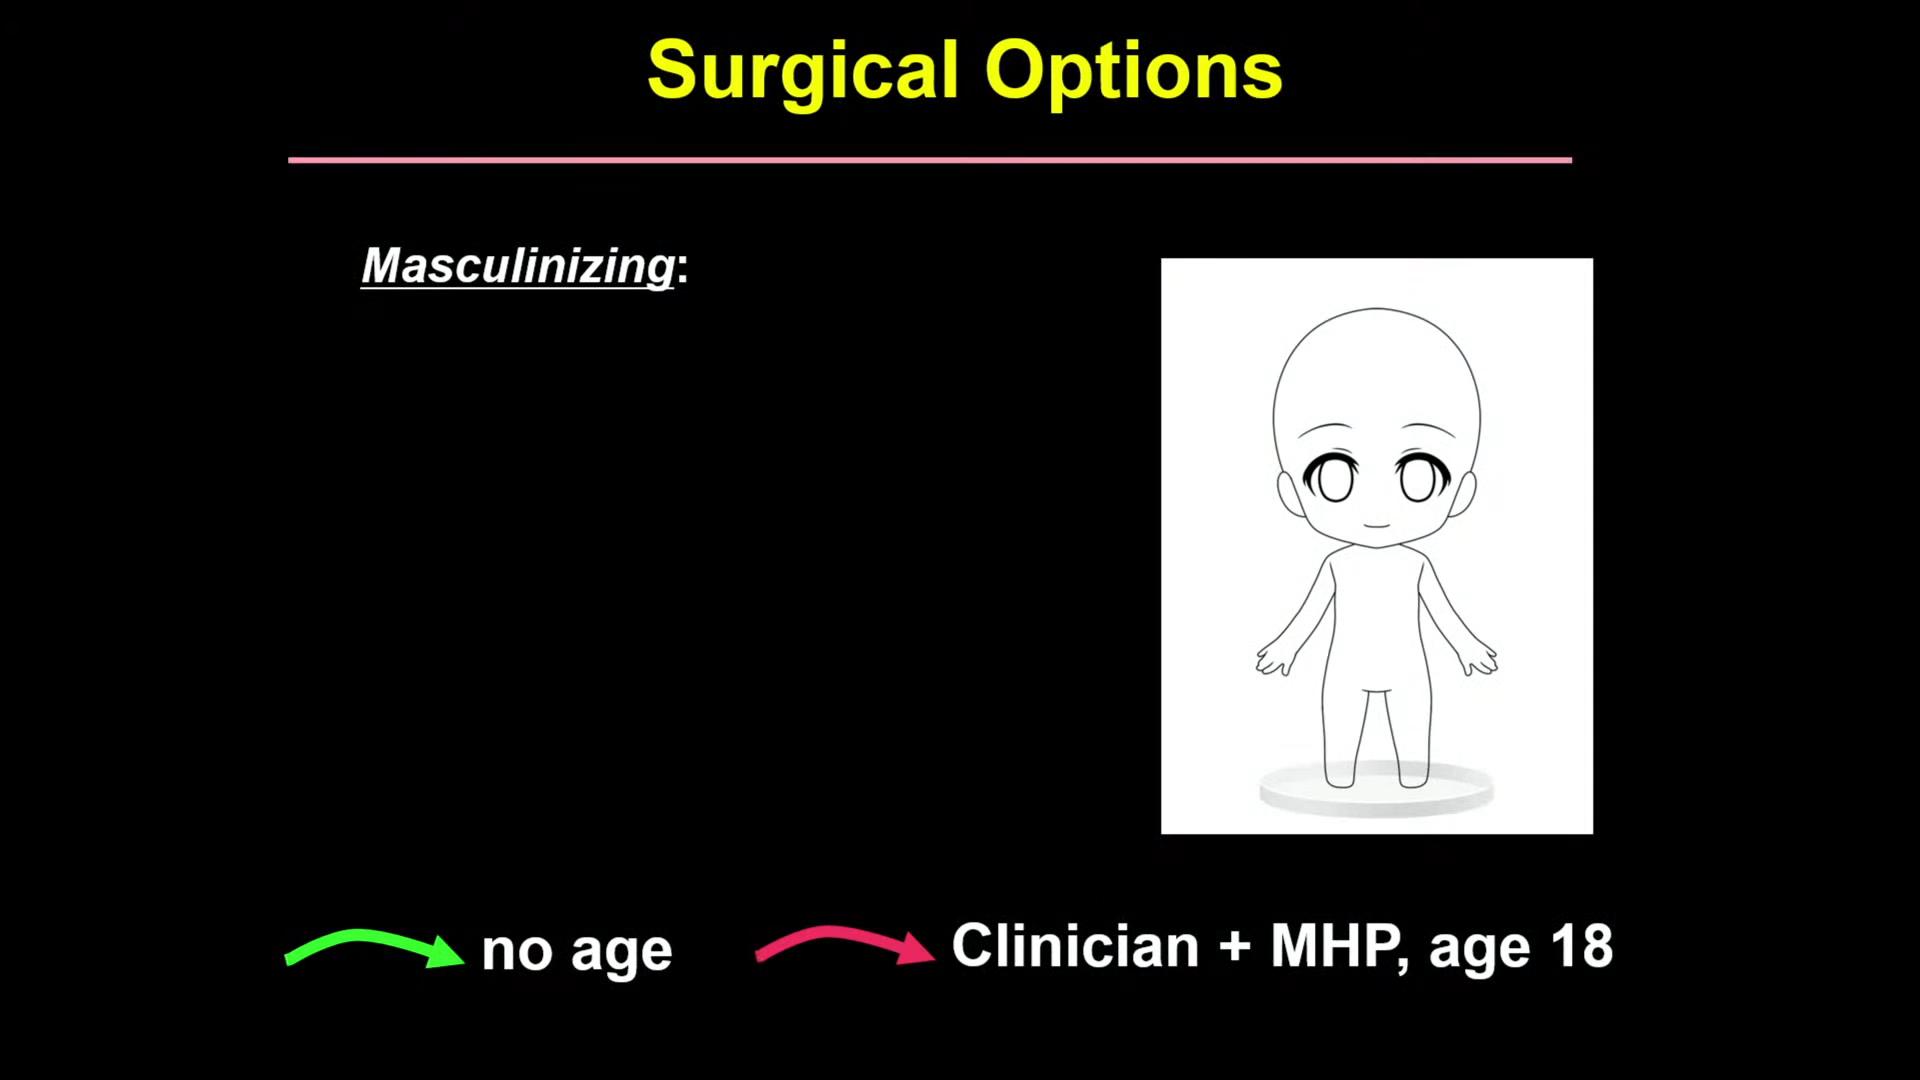 Surgical Options
Masculinizing:
no age
Clinician + MHP, age 18